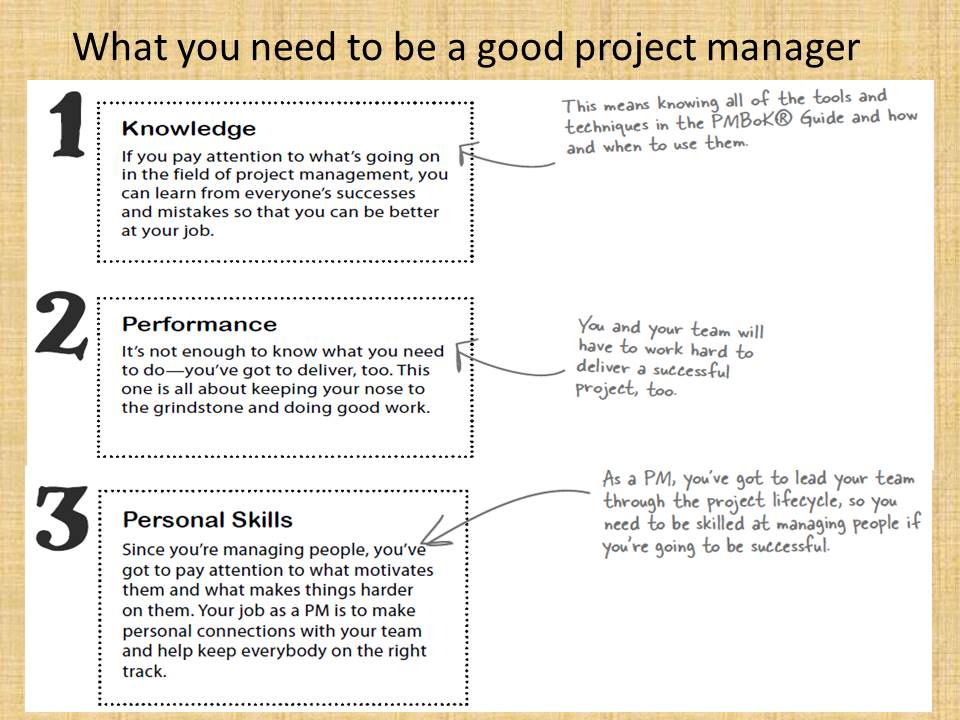 What you need to be a good project manager
1
Knowledge
If you pay attention to what's going on
in the field of project management, you
can learn from everyone's successes
and mistakes so that you can be better
at your job.
This means knowing all of the tools and
techniques in the PMBoK® Guide and how
and when to use them.
2
Performance
It's not enough to know what you need
to do—you've got to deliver, too. This
one is all about keeping your nose to
the grindstone and doing good work.
You and your team will
have to work hard to
deliver a successful
project, too.
3
Personal Skills
Since you're managing people, you've
got to pay attention to what motivates
them and what makes things harder
on them. Your job as a PM is to make
personal connections with your team
and help keep everybody on the right
track.
As a PM, you've got to lead your team
through the project lifecycle, so you
need to be skilled at managing people if
you're going to be successful.